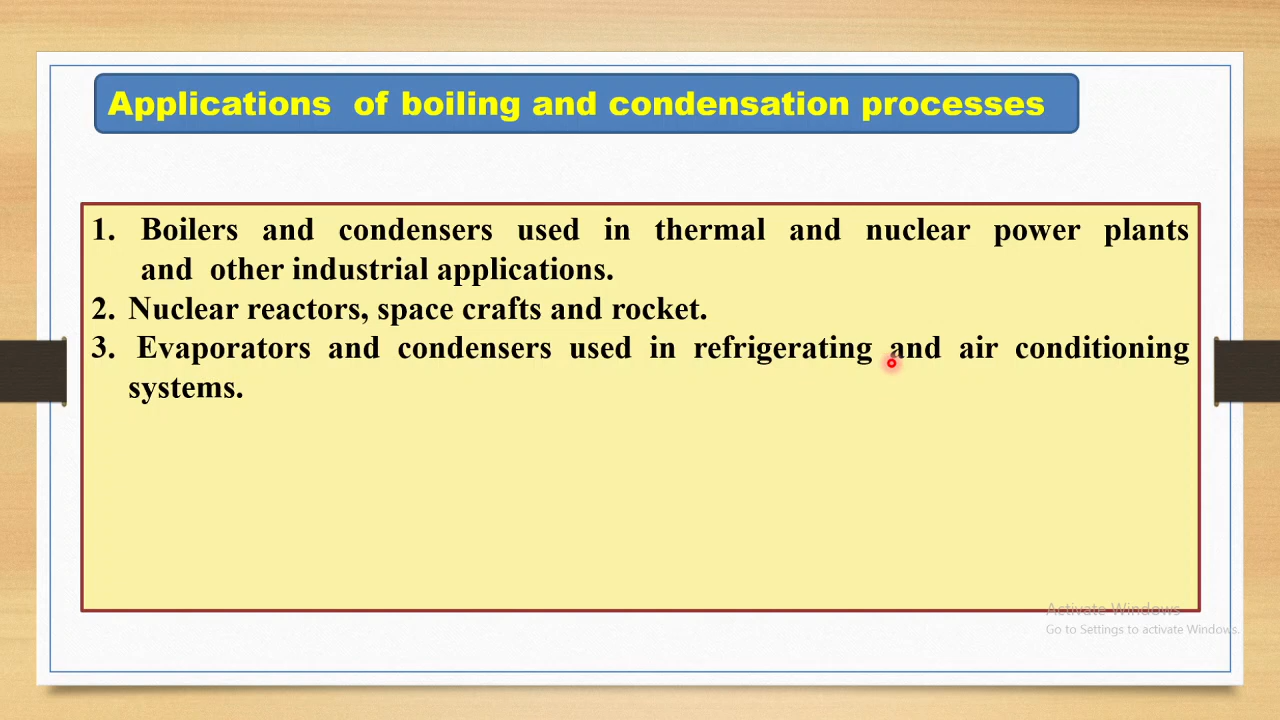 Applications of boiling and condensation processes
1. Boilers and condensers used in thermal and nuclear power plants
and other industrial applications.
2. Nuclear reactors, space crafts and rocket.
3. Evaporators and condensers used in refrigerating and air conditioning
systems.
Activate Windows
Go to Settings to activate Windows.